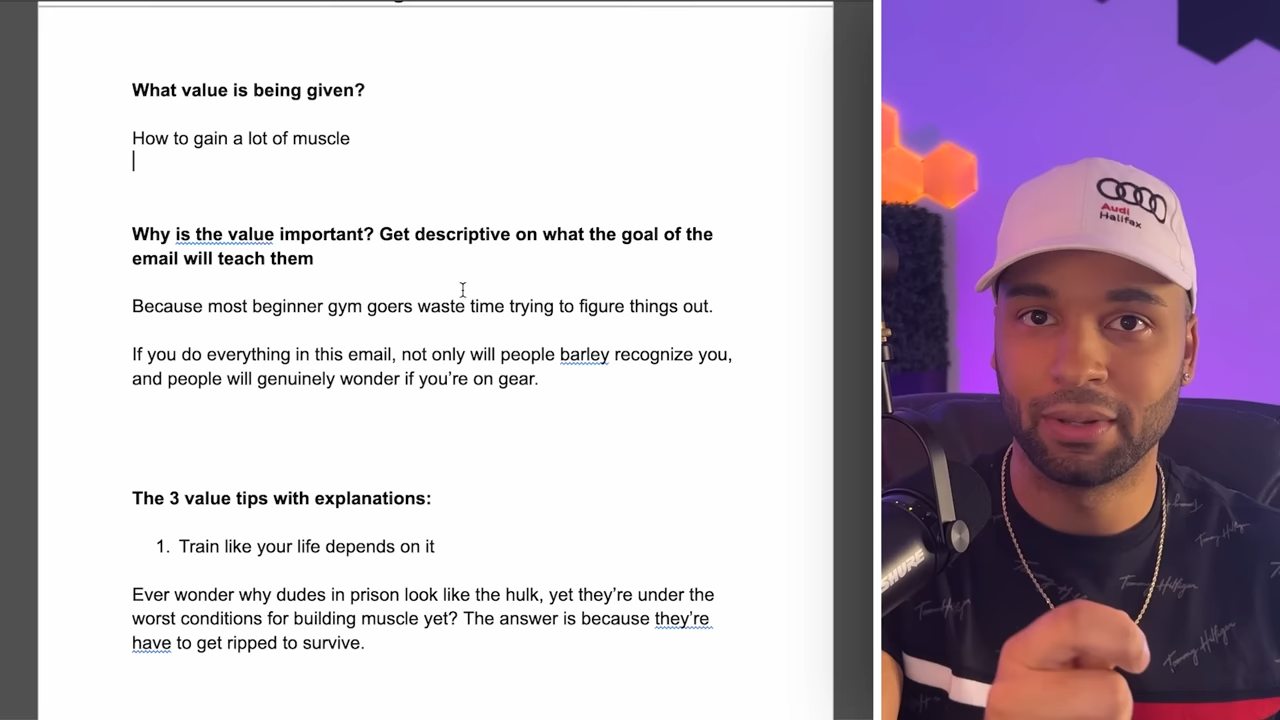 What value is being given?
How to gain a lot of muscle
Why is the value important? Get descriptive on what the goal of the
email will teach them
Because most beginner gym goers waste time trying to figure things out.
If you do everything in this email, not only will people barley recognize you,
and people will genuinely wonder if you're on gear.
The 3 value tips with explanations:
1. Train like your life depends on it
Ever wonder why dudes in prison look like the hulk, yet they're under the
worst conditions for building muscle yet? The answer is because they're
have to get ripped to survive.
Audi
Halifax
SHURE
Tommy Hilfiger
Tommy Hilfiger
Tommy Hilfiger